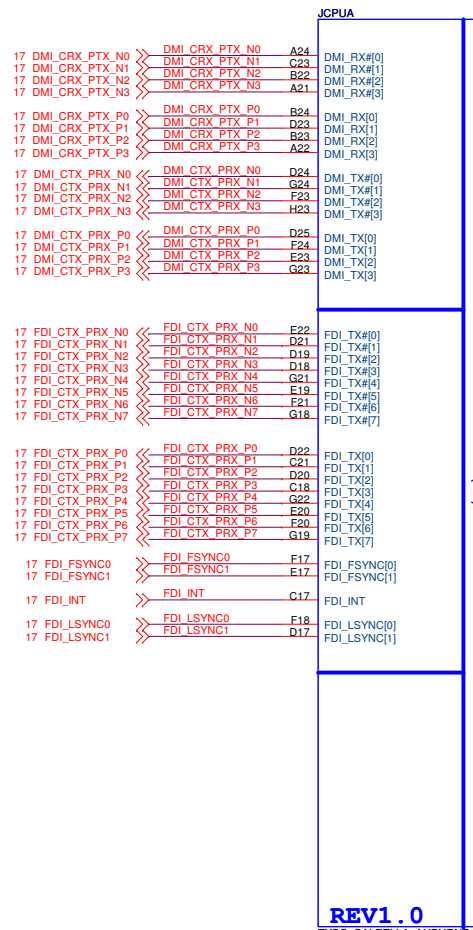 JCPUA
17 DMI_CRX_PTX_N0 DMI_CRX_PTX_N0 A24 DMI_RX#[0]
17 DMI_CRX_PTX_N1 DMI_CRX_PTX_N1 C23 DMI_RX#[1]
17 DMI_CRX_PTX_N2 DMI_CRX_PTX_N2 B22 DMI_RX#[2]
17 DMI_CRX_PTX_N3 DMI_CRX_PTX_N3 A21 DMI_RX#[3]
17 DMI_CRX_PTX_P0 DMI_CRX_PTX_P0 B24 DMI_RX[0]
17 DMI_CRX_PTX_P1 DMI_CRX_PTX_P1 D23 DMI_RX[1]
17 DMI_CRX_PTX_P2 DMI_CRX_PTX_P2 B23 DMI_RX[2]
17 DMI_CRX_PTX_P3 DMI_CRX_PTX_P3 A22 DMI_RX[3]
17 DMI_CTX_PRX_N0 DMI_CTX_PRX_N0 D24 DMI_TX#[0]
17 DMI_CTX_PRX_N1 DMI_CTX_PRX_N1 G24 DMI_TX#[1]
17 DMI_CTX_PRX_N2 DMI_CTX_PRX_N2 F23 DMI_TX#[2]
17 DMI_CTX_PRX_N3 DMI_CTX_PRX_N3 H23 DMI_TX#[3]
17 DMI_CTX_PRX_P0 DMI_CTX_PRX_P0 D25 DMI_TX[0]
17 DMI_CTX_PRX_P1 DMI_CTX_PRX_P1 F24 DMI_TX[1]
17 DMI_CTX_PRX_P2 DMI_CTX_PRX_P2 E23 DMI_TX[2]
17 DMI_CTX_PRX_P3 DMI_CTX_PRX_P3 G23 DMI_TX[3]
17 FDI_CTX_PRX_N0 FDI_CTX_PRX_N0 E22 FDI_TX#[0]
17 FDI_CTX_PRX_N1 FDI_CTX_PRX_N1 D21 FDI_TX#[1]
17 FDI_CTX_PRX_N2 FDI_CTX_PRX_N2 D19 FDI_TX#[2]
17 FDI_CTX_PRX_N3 FDI_CTX_PRX_N3 D18 FDI_TX#[3]
17 FDI_CTX_PRX_N4 FDI_CTX_PRX_N4 G21 FDI_TX#[4]
17 FDI_CTX_PRX_N5 FDI_CTX_PRX_N5 E19 FDI_TX#[5]
17 FDI_CTX_PRX_N6 FDI_CTX_PRX_N6 F21 FDI_TX#[6]
17 FDI_CTX_PRX_N7 FDI_CTX_PRX_N7 G18 FDI_TX#[7]
17 FDI_CTX_PRX_P0 FDI_CTX_PRX_P0 D22 FDI_TX[0]
17 FDI_CTX_PRX_P1 FDI_CTX_PRX_P1 C21 FDI_TX[1]
17 FDI_CTX_PRX_P2 FDI_CTX_PRX_P2 D20 FDI_TX[2]
17 FDI_CTX_PRX_P3 FDI_CTX_PRX_P3 C18 FDI_TX[3]
17 FDI_CTX_PRX_P4 FDI_CTX_PRX_P4 G22 FDI_TX[4]
17 FDI_CTX_PRX_P5 FDI_CTX_PRX_P5 E20 FDI_TX[5]
17 FDI_CTX_PRX_P6 FDI_CTX_PRX_P6 F20 FDI_TX[6]
17 FDI_CTX_PRX_P7 FDI_CTX_PRX_P7 G19 FDI_TX[7]
17 FDI_FSYNC0 FDI_FSYNC0 F17 FDI_FSYNC[0]
17 FDI_FSYNC1 FDI_FSYNC1 E17 FDI_FSYNC[1]
17 FDI_INT FDI_INT C17 FDI_INT
17 FDI_LSYNC0 FDI_LSYNC0 F18 FDI_LSYNC[0]
17 FDI_LSYNC1 FDI_LSYNC1 D17 FDI_LSYNC[1]
REV1.0